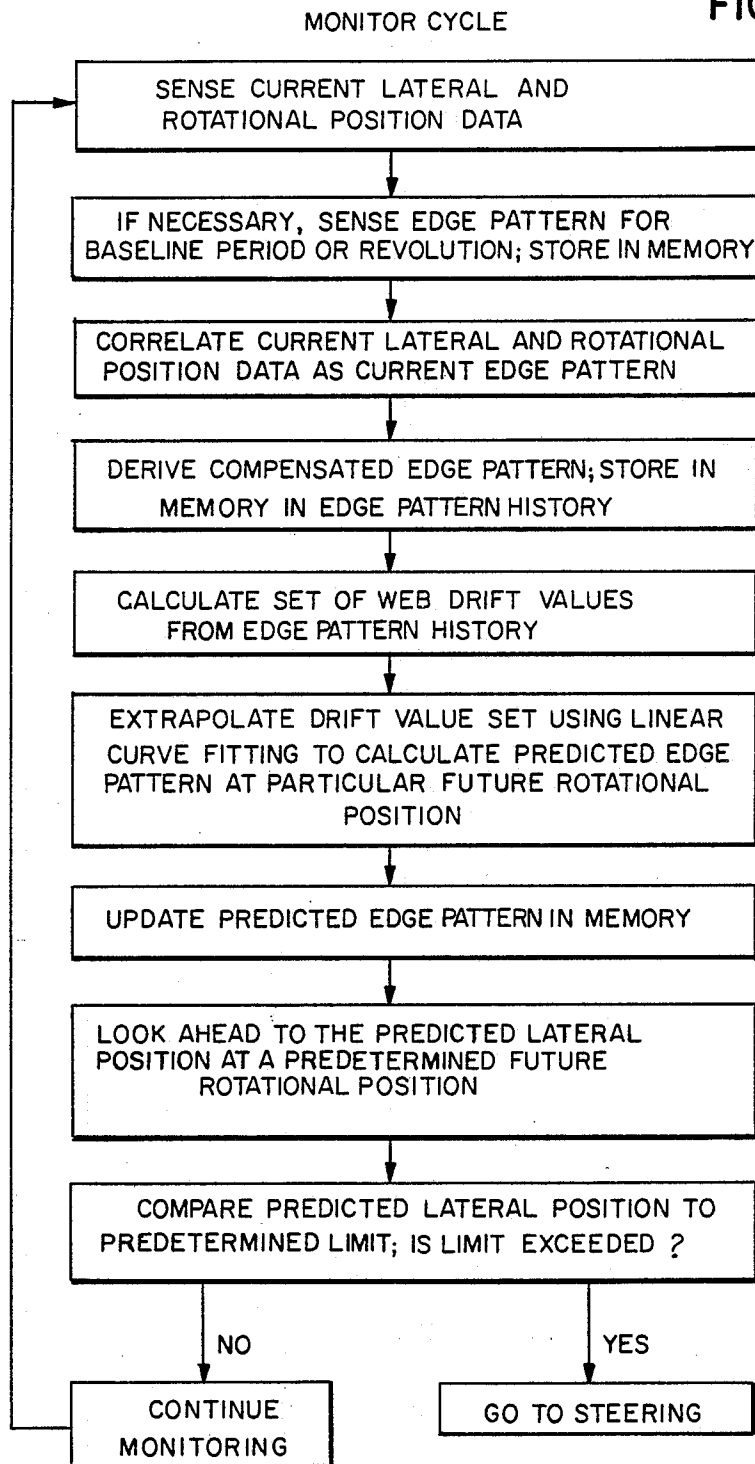 MONITOR CYCLE
FIG
SENSE CURRENT LATERAL AND
ROTATIONAL POSITION DATA
IF NECESSARY, SENSE EDGE PATTERN FOR
BASELINE PERIOD OR REVOLUTION; STORE IN MEMORY
CORRELATE CURRENT LATERAL AND ROTATIONAL
POSITION DATA AS CURRENT EDGE PATTERN
DERIVE COMPENSATED EDGE PATTERN; STORE IN
MEMORY IN EDGE PATTERN HISTORY
CALCULATE SET OF WEB DRIFT VALUES
FROM EDGE PATTERN HISTORY
EXTRAPOLATE DRIFT VALUE SET USING LINEAR
CURVE FITTING TO CALCULATE PREDICTED EDGE
PATTERN AT PARTICULAR FUTURE ROTATIONAL
POSITION
UPDATE PREDICTED EDGE PATTERN IN MEMORY
LOOK AHEAD TO THE PREDICTED LATERAL
POSITION AT A PREDETERMINED FUTURE
ROTATIONAL POSITION
COMPARE PREDICTED LATERAL POSITION TO
PREDETERMINED LIMIT; IS LIMIT EXCEEDED ?
NO
YES
CONTINUE
MONITORING
GO TO STEERING